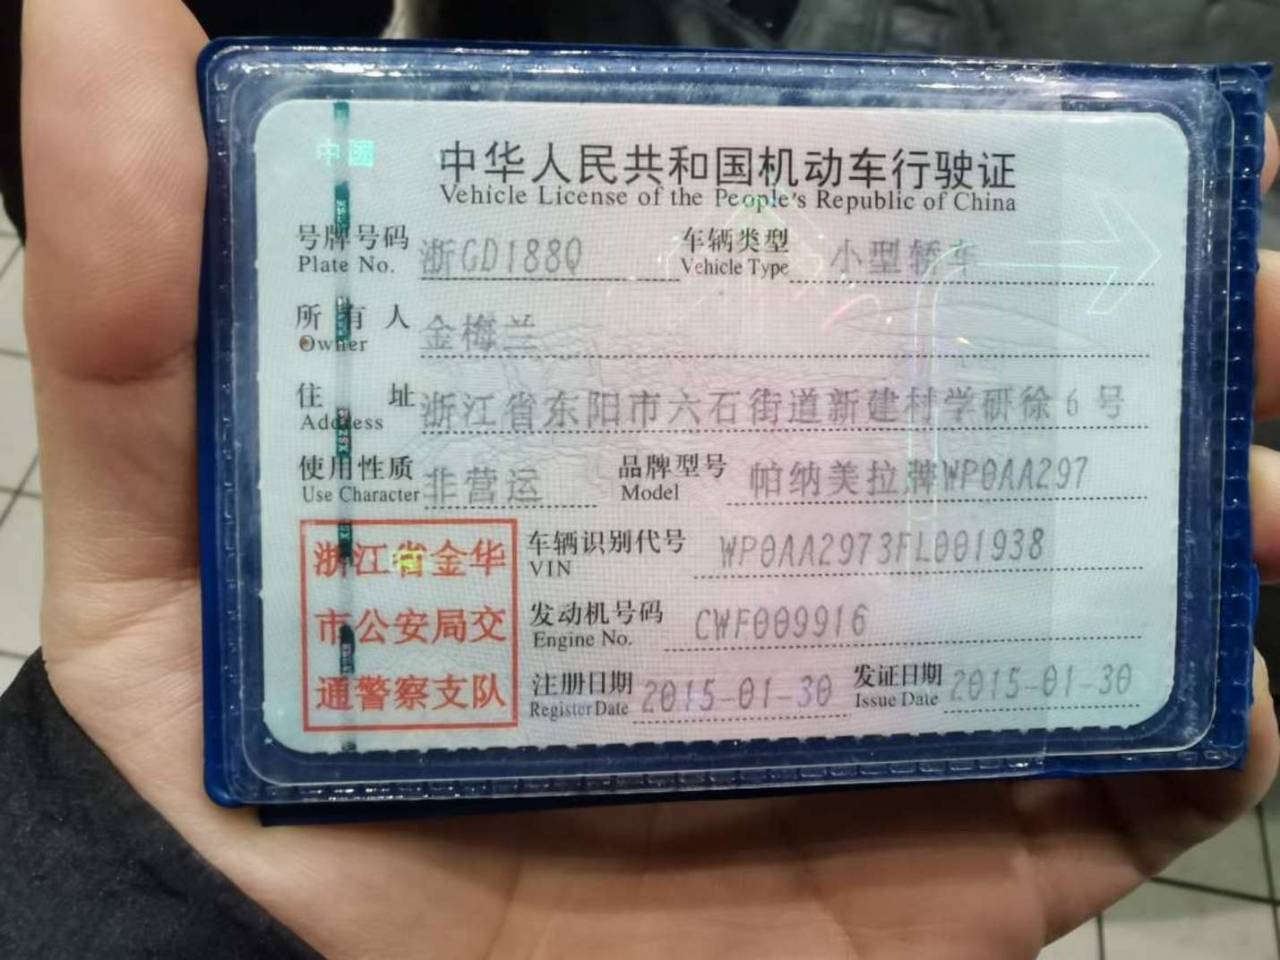 中国
中华人民共和国机动车行驶证
Vehicle License of the People's Republic of China
号牌号码 浙GD188Q 车辆类型 小型轿车
Plate No. Vehicle Type
所有人 金梅兰
Owner
住址 浙江省东阳市六石街道新建村学研徐6号
Address
使用性质 非营运 品牌型号 帕纳美拉牌WP0AA297
Use Character Model
浙江省金华
市公安局交
通警察支队
车辆识别代号 WP0AA2973FL001938
VIN
发动机号码 CWF009916
Engine No.
注册日期 2015-01-30 发证日期 2015-01-30
Register Date Issue Date